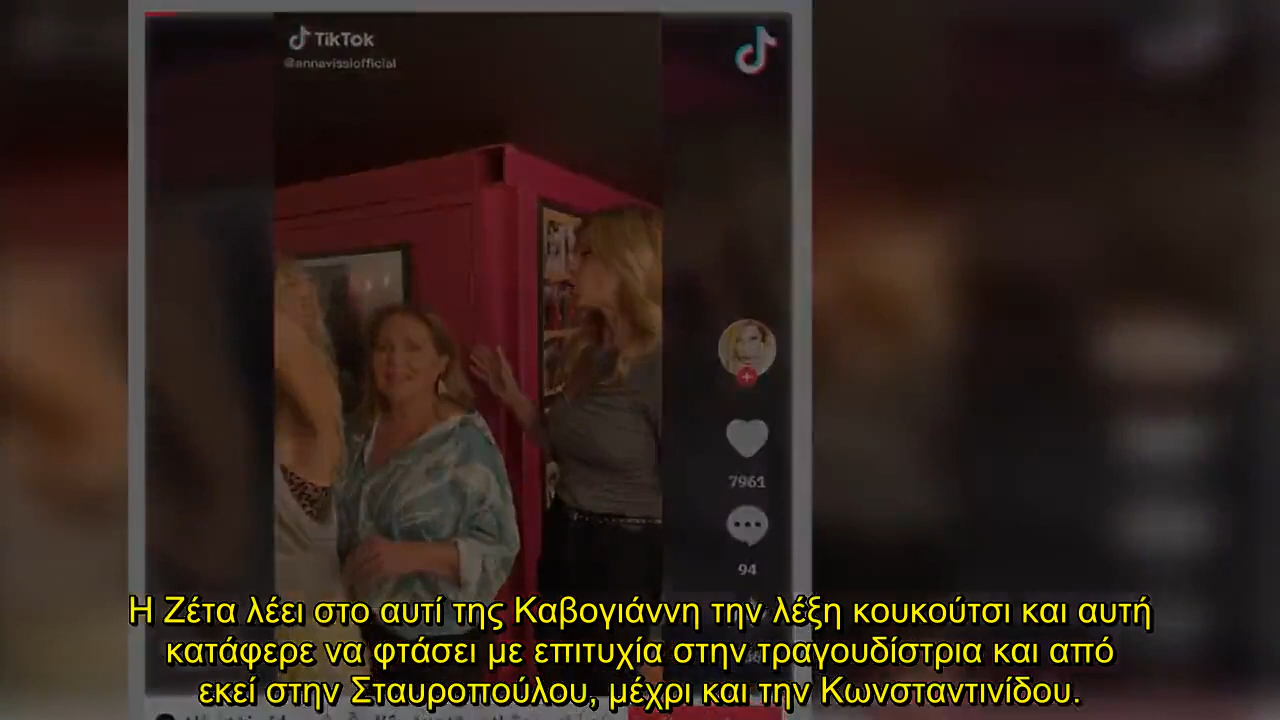 TikTok
@annavissiofficial
7961
94
Η Ζέτα λέει στο αυτί της Καβογιάννη την λέξη κουκούτσι και αυτή
κατάφερε να φτάσει με επιτυχία στην τραγουδίστρια και από
εκεί στην Σταυροπούλου, μέχρι και την Κωνσταντινίδου.